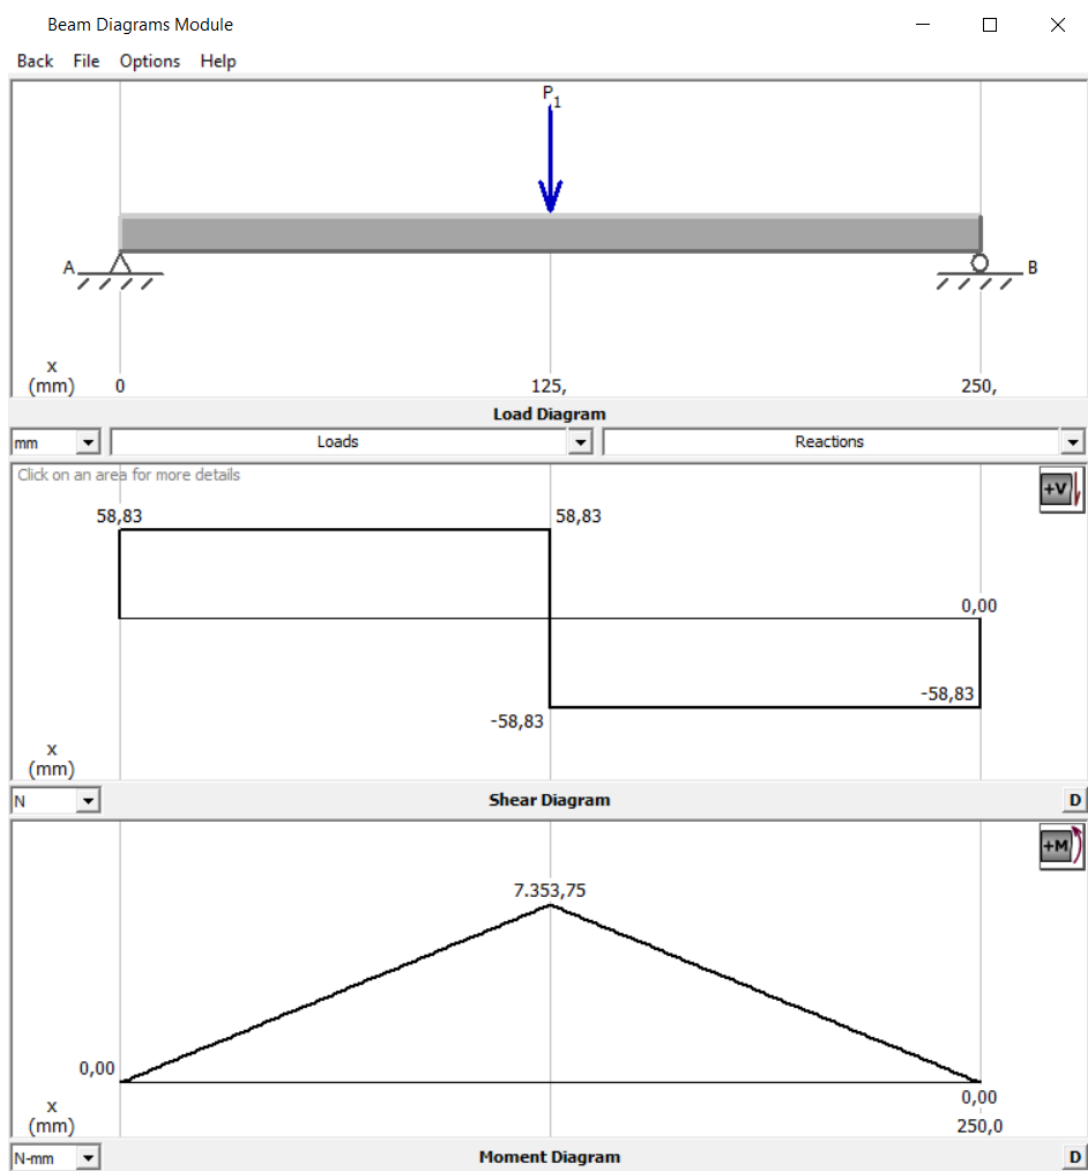 Beam Diagrams Module
Back File Options Help
P1
A
B
x
(mm) 0 125, 250,
Load Diagram
mm Loads Reactions
Click on an area for more details
+V
58,83 58,83
0,00
-58,83
-58,83
x
(mm)
N Shear Diagram D
+M
7.353,75
0,00
0,00
x
(mm) 250,0
N-mm Moment Diagram D